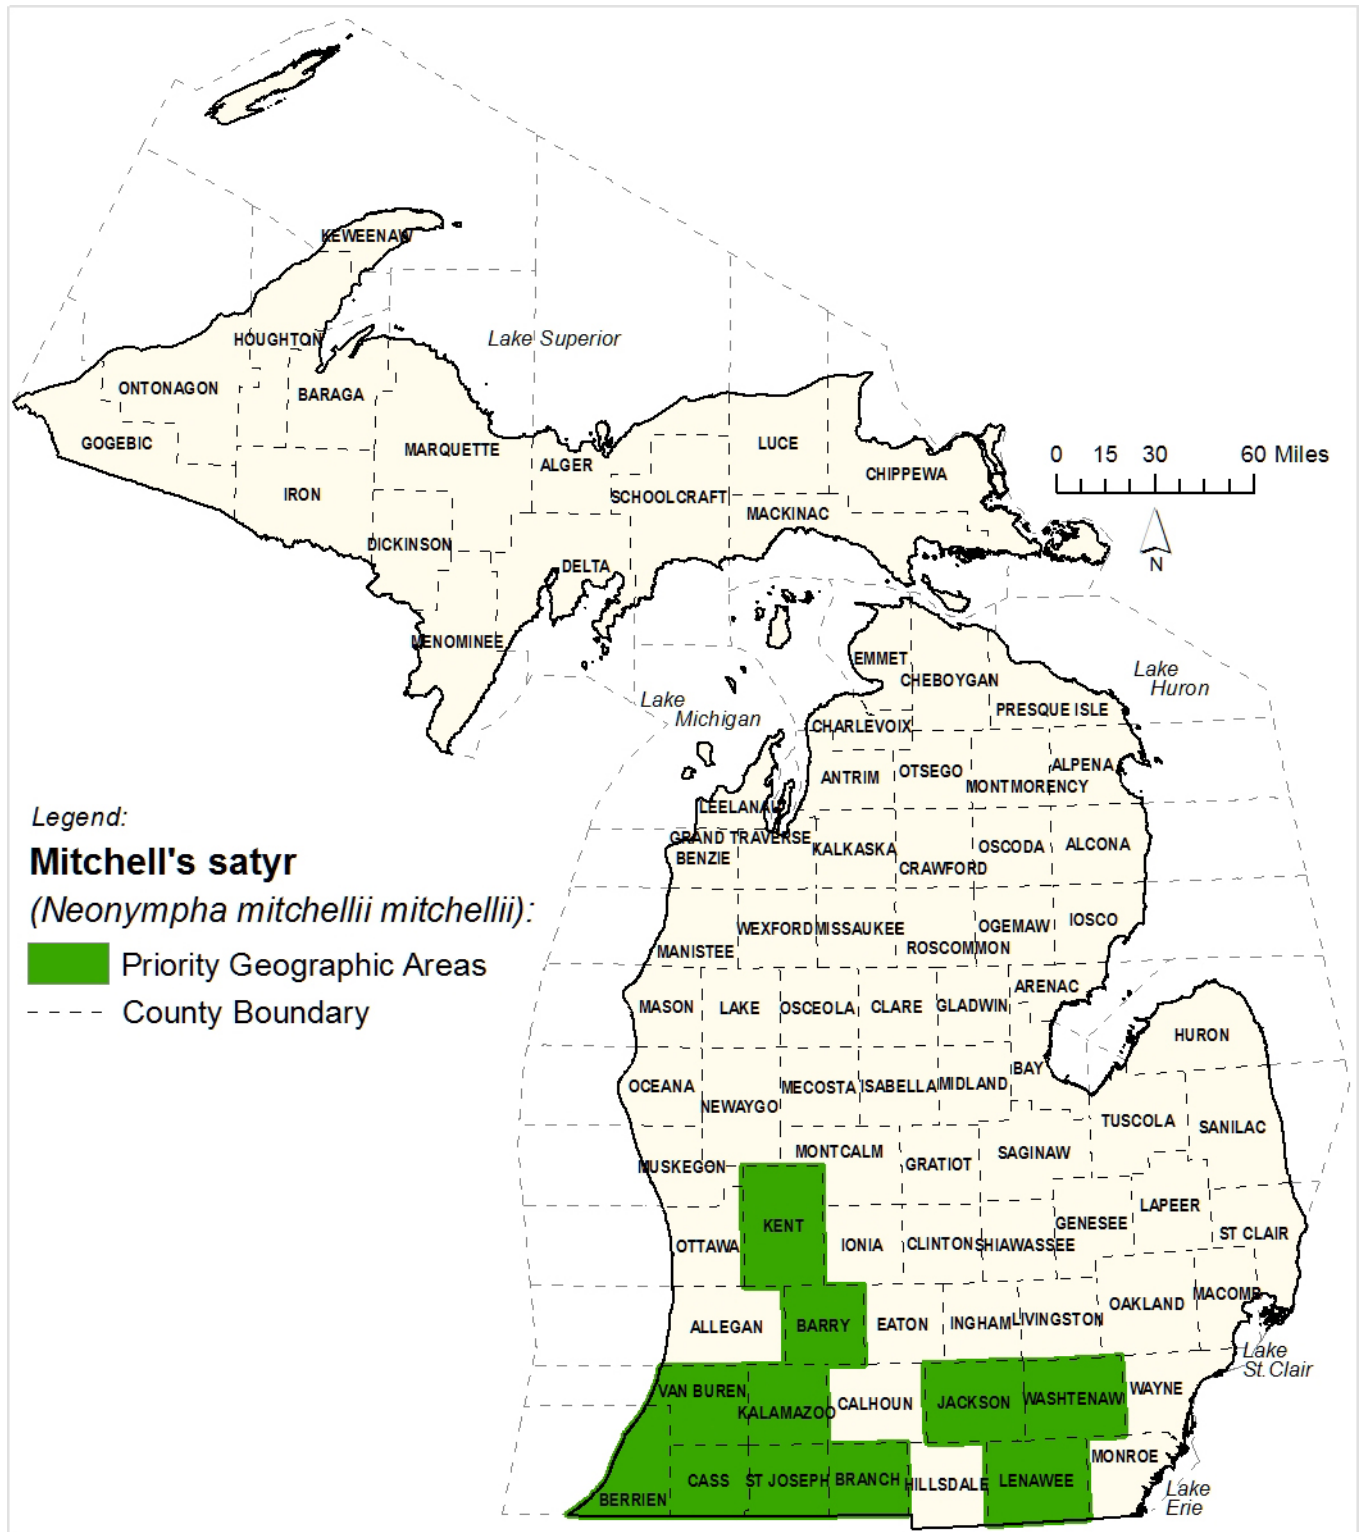 KEWEENAW
HOUGHTON
Lake Superior
ONTONAGON
BARAGA
GOGEBIC
MARQUETTE
LUCE
ALGER
CHIPPEWA
0 15 30 60 Miles
IRON
SCHOOLCRAFT
MACKINAC
DICKINSON
N
DELTA
MENOMINEE
EMMET
CHEBOYGAN
Lake
Huron
Lake
Michigan
PRESQUE ISLE
CHARLEVOIX
ANTRIM
OTSEGO
ALPENA
MONTMORENCY
LEELANAU
GRAND TRAVERSE
BENZIE
KALKASKA
OSCODA
ALCONA
CRAWFORD
Legend:
Mitchell's satyr
(Neonympha mitchellii mitchellii):
Priority Geographic Areas
County Boundary
WEXFORD
MISSAUKEE
OGEMAW
IOSCO
MANISTEE
ROSCOMMON
ARENAC
MASON
LAKE
OSCEOLA
CLARE
GLADWIN
HURON
OCEANA
MECOSTA
ISABELLA
MIDLAND
BAY
NEWAYGO
TUSCOLA
SANILAC
MUSKEGON
MONTCALM
GRATIOT
SAGINAW
KENT
GENESEE
LAPEER
OTTAWA
IONIA
CLINTON
SHIAWASSEE
ST CLAIR
ALLEGAN
BARRY
EATON
INGHAM
LIVINGSTON
OAKLAND
MACOMB
Lake
St. Clair
VAN BUREN
KALAMAZOO
CALHOUN
JACKSON
WASHTENAW
WAYNE
BERRIEN
CASS
ST JOSEPH
BRANCH
HILLSDALE
LENAWEE
MONROE
Lake
Erie